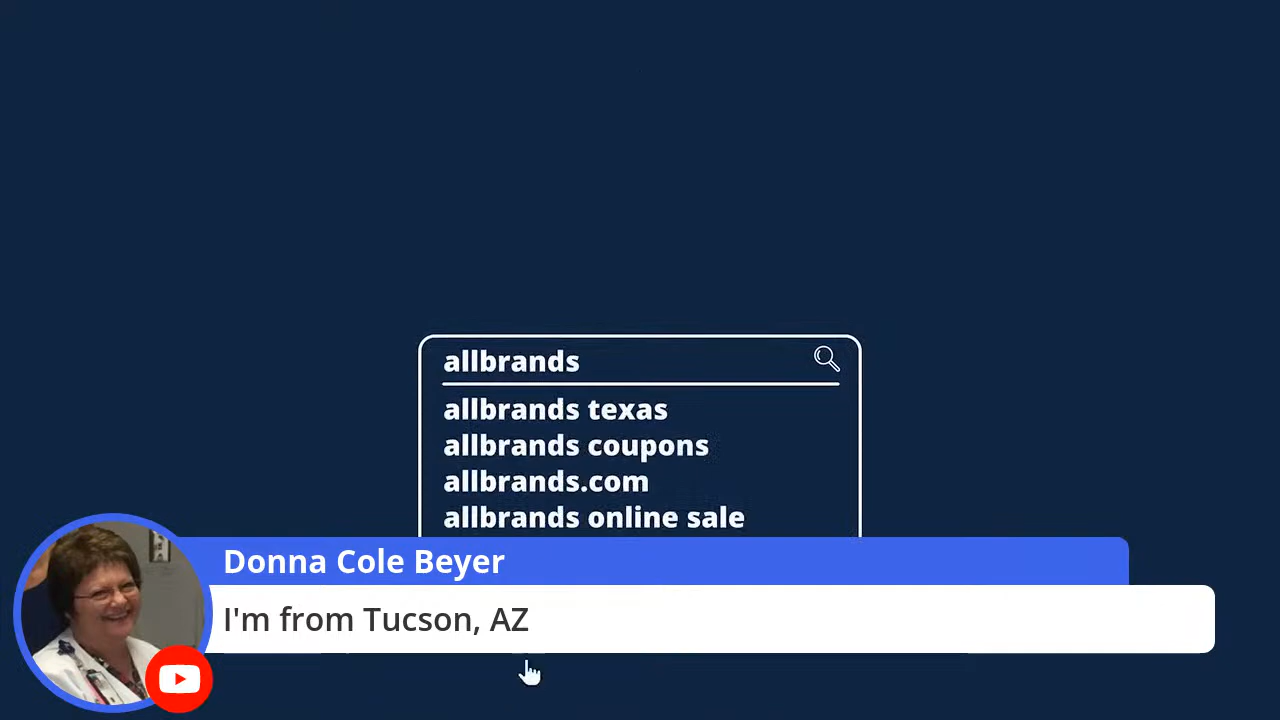 allbrands
allbrands texas
allbrands coupons
allbrands.com
allbrands online sale
Donna Cole Beyer
I'm from Tucson, AZ